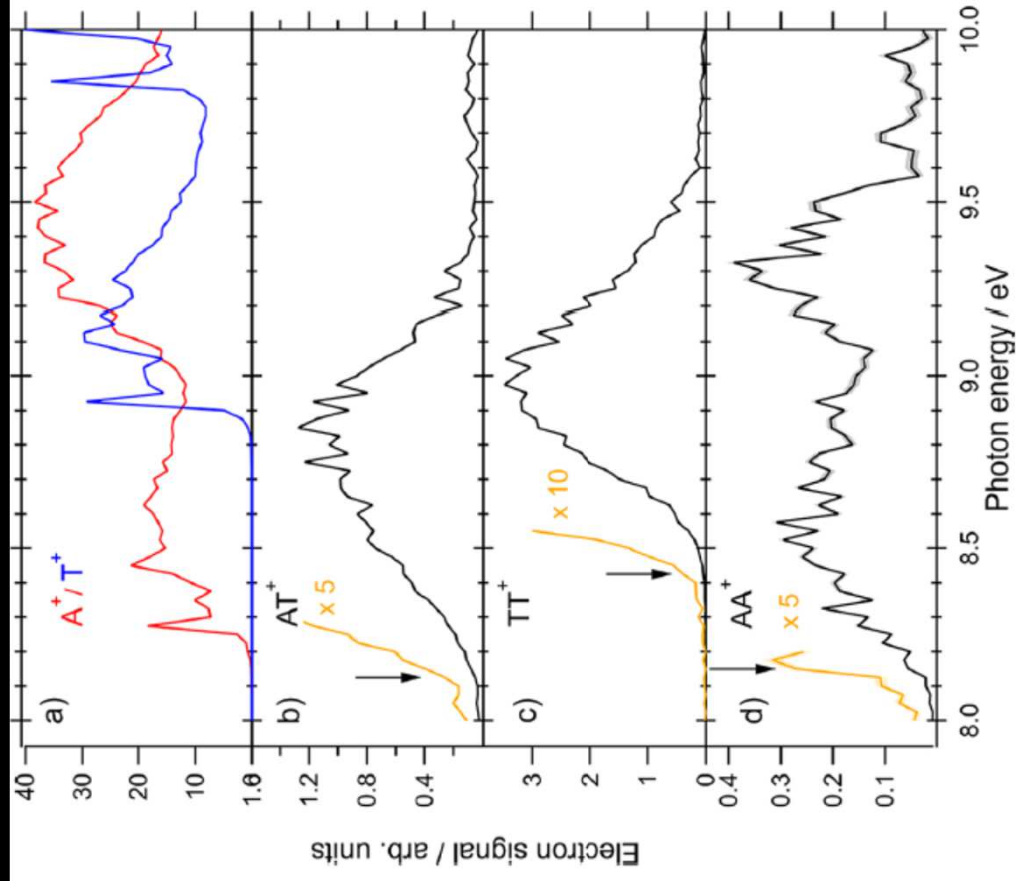 a)
A⁺/ T⁺
40
30
20
10
b)
AT⁺
x 5
1.6
1.2
0.8
0.4
c)
TT⁺
x 10
3
2
1
0
d)
AA⁺
x 5
0.4
0.3
0.2
0.1
8.0 8.5 9.0 9.5 10.0
Photon energy / eV
Electron signal / arb. units